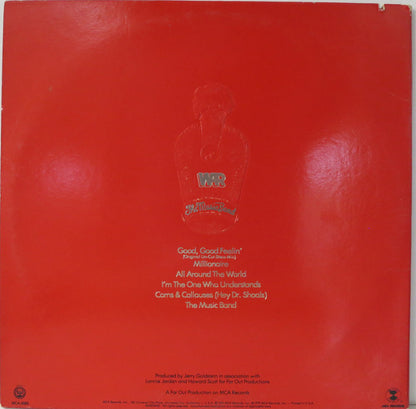 WAR
The Music Band
Good, Good Feelin'
(Original Un-Cut Disco Mix)
Millionaire
All Around The World
I'm The One Who Understands
Corns & Callouses (Hey Dr. Shoals)
The Music Band
Produced by Jerry Goldstein in association with
Lonnie Jordan and Howard Scott for Far Out Productions
A Far Out Production on MCA Records
MCA RECORDS